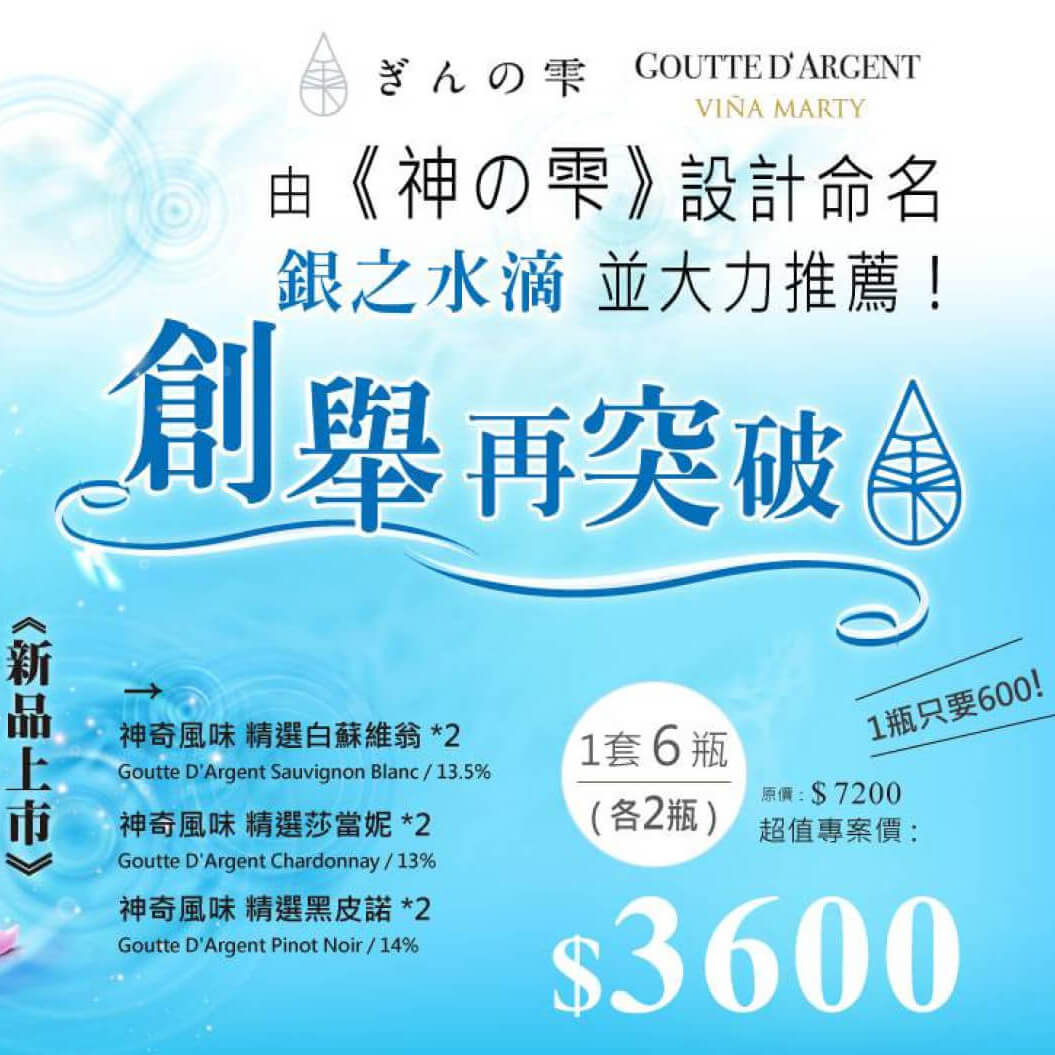 ぎんの雫
GOUTTE D'ARGENT
VIÑA MARTY
由《神の雫》設計命名
銀之水滴 並大力推薦！
創舉再突破
《新品上市》
→
神奇風味 精選白蘇維翁 *2
Goutte D'Argent Sauvignon Blanc / 13.5%
神奇風味 精選莎當妮 *2
Goutte D'Argent Chardonnay / 13%
神奇風味 精選黑皮諾 *2
Goutte D'Argent Pinot Noir / 14%
1套6瓶
(各2瓶)
1瓶只要600!
原價：$7200
超值專案價：
$3600